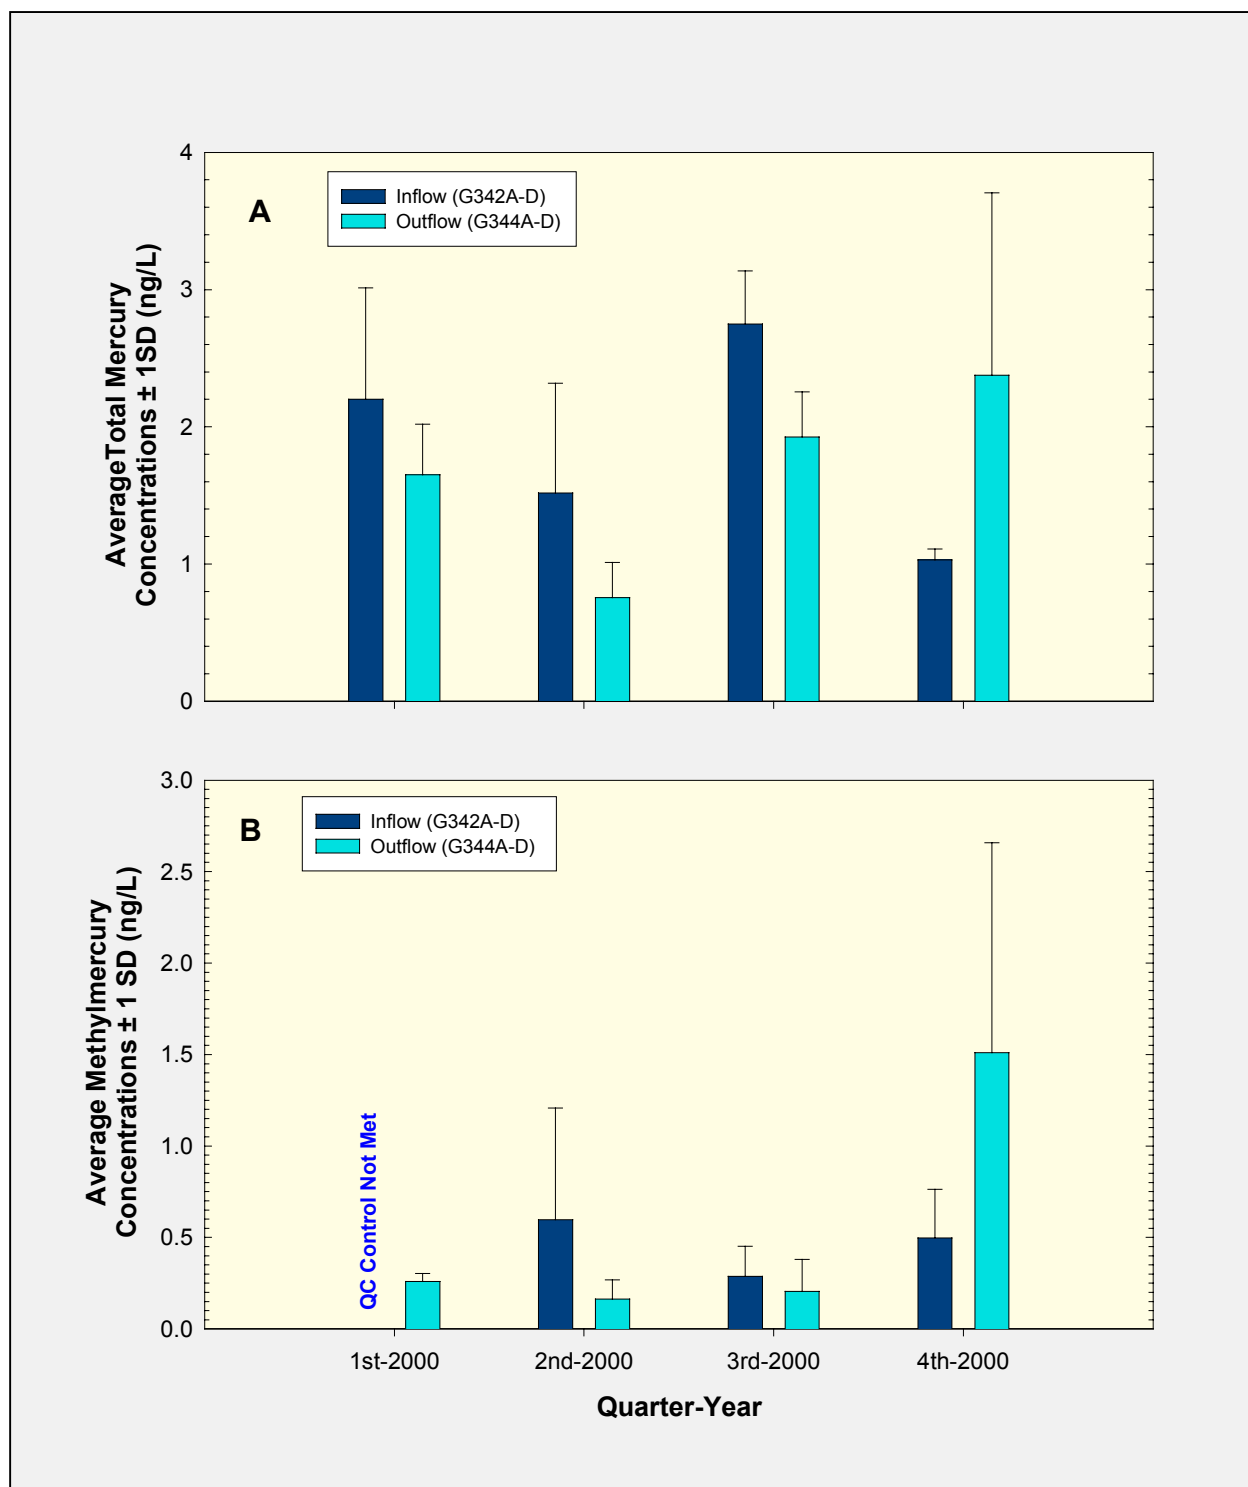 4
A
Inflow (G342A-D)
Outflow (G344A-D)
3
2
1
0
AverageTotal Mercury
Concentrations ± 1SD (ng/L)
3.0
B
Inflow (G342A-D)
Outflow (G344A-D)
2.5
2.0
1.5
1.0
0.5
0.0
Average Methylmercury
Concentrations ± 1 SD (ng/L)
QC Control Not Met
1st-2000 2nd-2000 3rd-2000 4th-2000
Quarter-Year